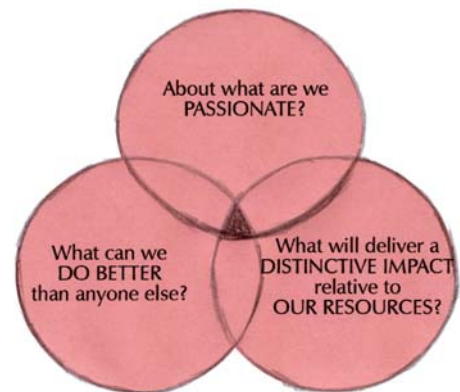 About what are we
PASSIONATE?
What can we
DO BETTER
than anyone else?
What will deliver a
DISTINCTIVE IMPACT
relative to
OUR RESOURCES?